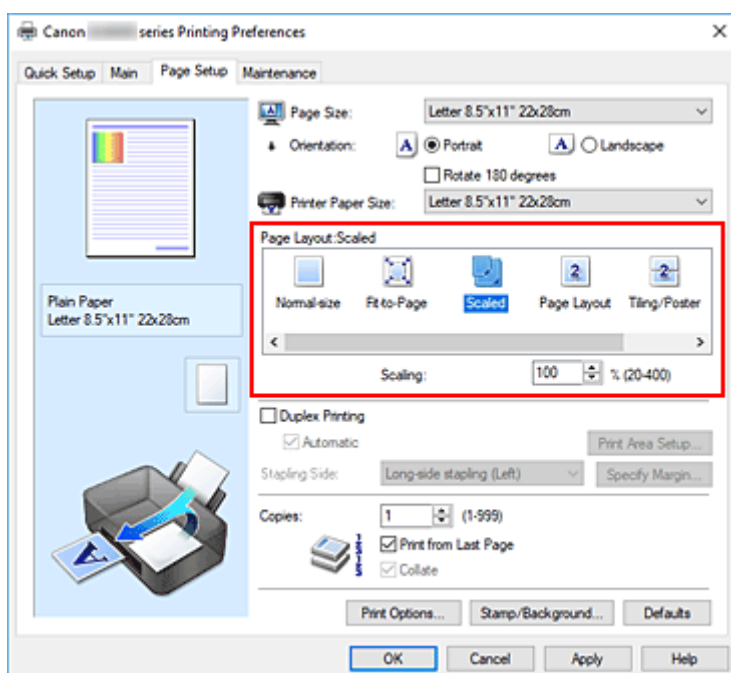 Canon series Printing Preferences
Quick Setup Main Page Setup Maintenance
Page Size: Letter 8.5"x11" 22x28cm
Orientation: A Portrait A Landscape
Rotate 180 degrees
Printer Paper Size: Letter 8.5"x11" 22x28cm
Page Layout:Scaled
Normal-size Fit-to-Page Scaled Page Layout Tiling/Poster
Plain Paper
Letter 8.5"x11" 22x28cm
Scaling: 100 % (20-400)
Duplex Printing
Automatic Print Area Setup...
Stapling Side: Long-side stapling (Left) Specify Margin...
Copies: 1 (1-999)
Print from Last Page
Collate
Print Options... Stamp/Background... Defaults
OK Cancel Apply Help